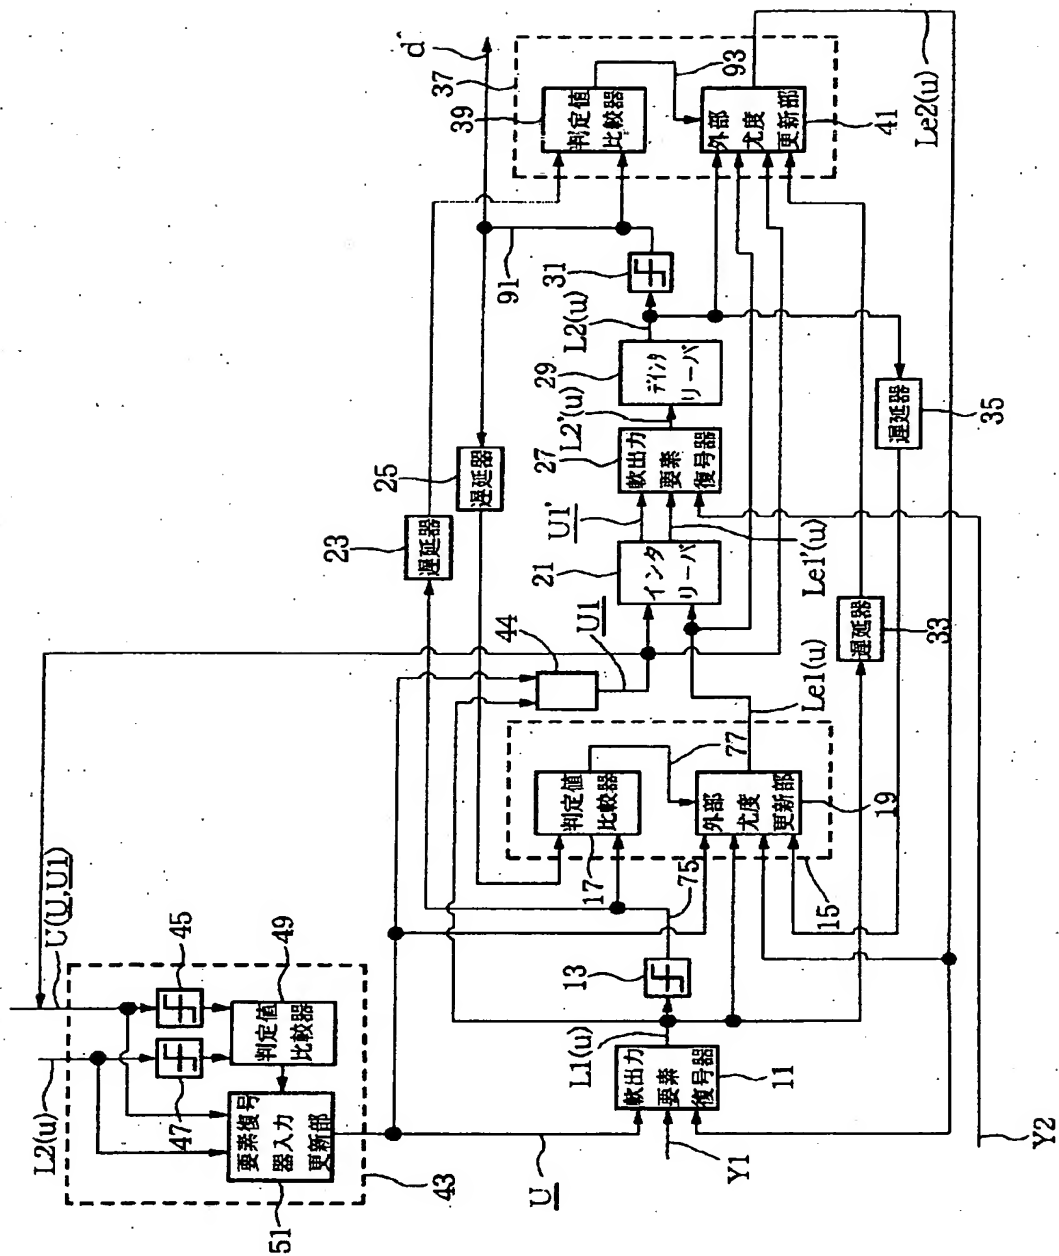 d
37
39
判定値
比較器
93
外部
尤度
更新部
41
Le2(u)
91
31
L2(u)
29
デインタ
リーバ
L2'(u)
27
軟出力
要素
復号器
35
遅延器
25
遅延器
23
遅延器
U1'
Le1'(u)
21
インタ
リーバ
44
U1
33
遅延器
Le1(u)
77
判定値
比較器
17
外部
尤度
更新部
19
15
75
13
L1(u)
軟出力
要素
復号器
11
U(U,U1)
45
49
判定値
比較器
L2(u)
47
要素復号
器入力
更新部
51
43
U
Y1
Y2